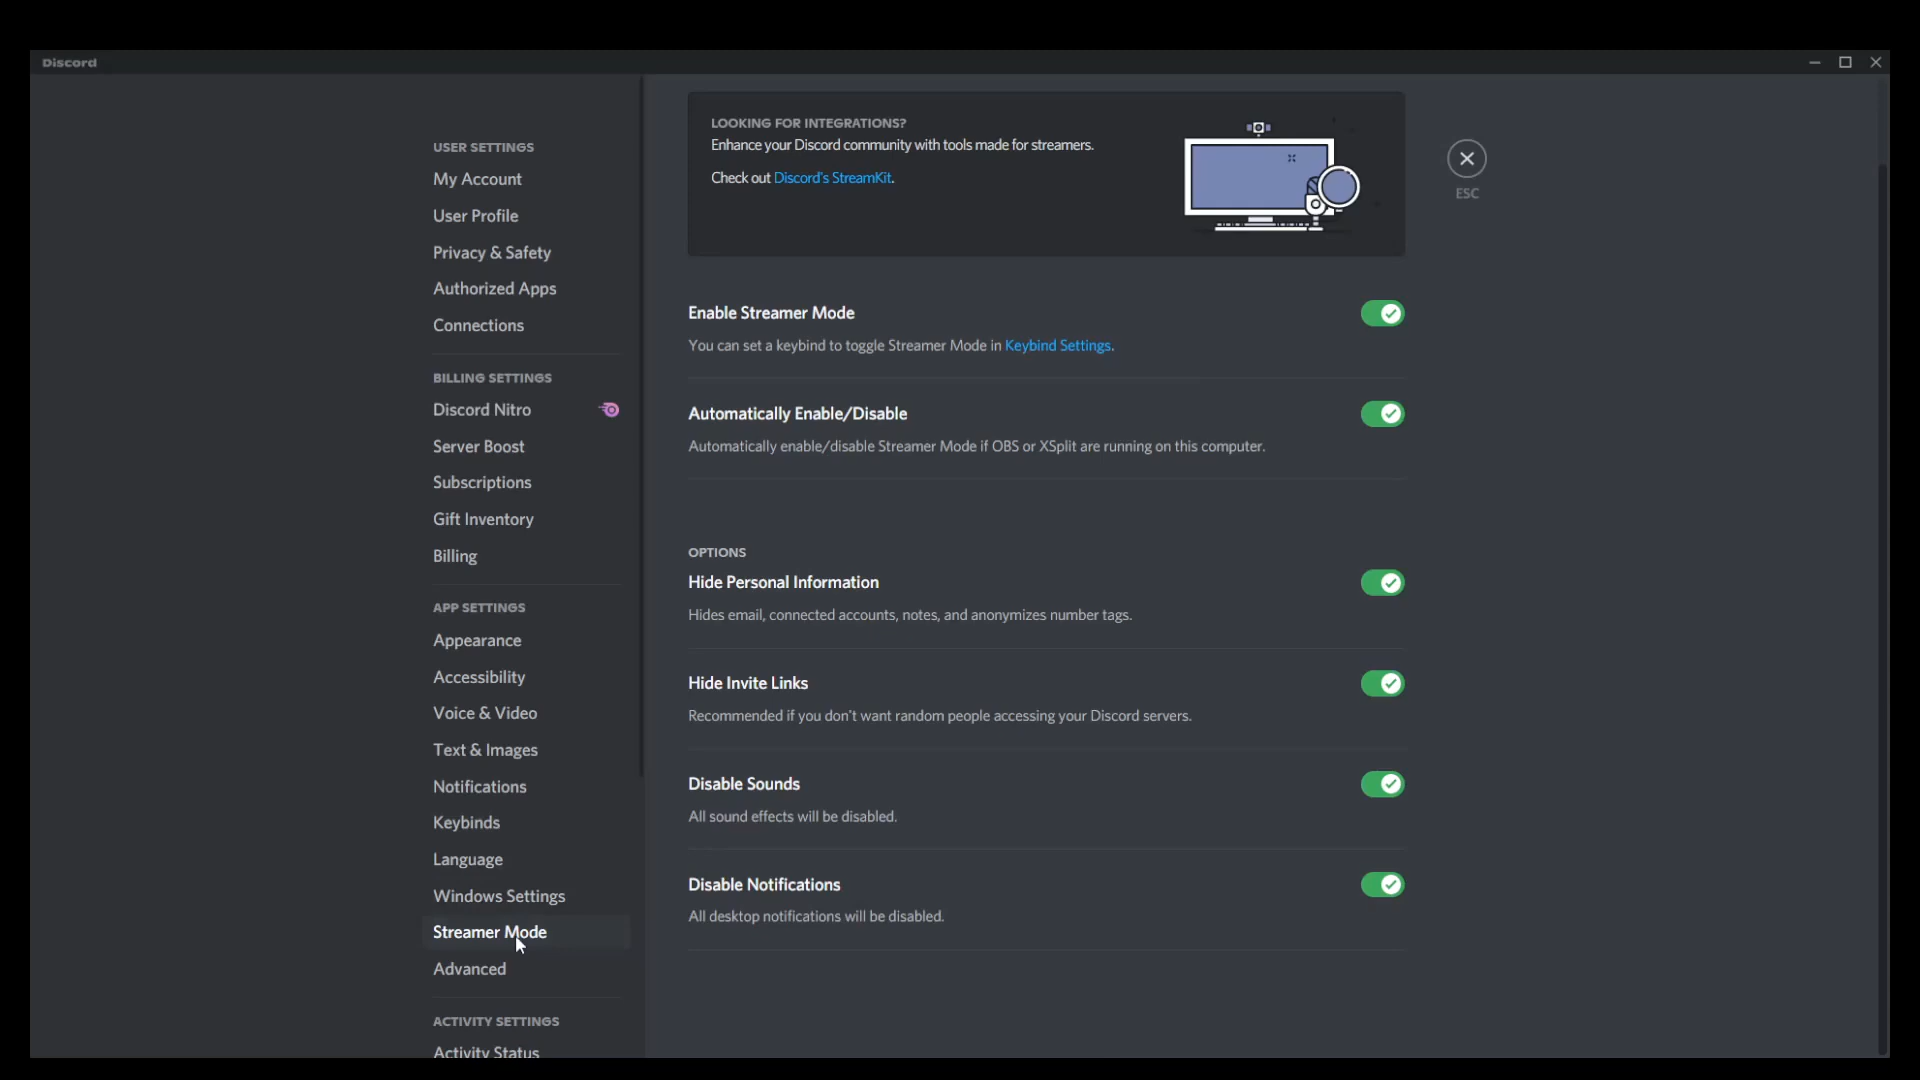 Discord
USER SETTINGS
My Account
User Profile
Privacy & Safety
Authorized Apps
Connections
BILLING SETTINGS
Discord Nitro
Server Boost
Subscriptions
Gift Inventory
Billing
APP SETTINGS
Appearance
Accessibility
Voice & Video
Text & Images
Notifications
Keybinds
Language
Windows Settings
Streamer Mode
Advanced
ACTIVITY SETTINGS
Activity Status
LOOKING FOR INTEGRATIONS?
Enhance your Discord community with tools made for streamers.
Check out Discord's StreamKit.
ESC
Enable Streamer Mode
You can set a keybind to toggle Streamer Mode in Keybind Settings.
Automatically Enable/Disable
Automatically enable/disable Streamer Mode if OBS or XSplit are running on this computer.
OPTIONS
Hide Personal Information
Hides email, connected accounts, notes, and anonymizes number tags.
Hide Invite Links
Recommended if you don't want random people accessing your Discord servers.
Disable Sounds
All sound effects will be disabled.
Disable Notifications
All desktop notifications will be disabled.